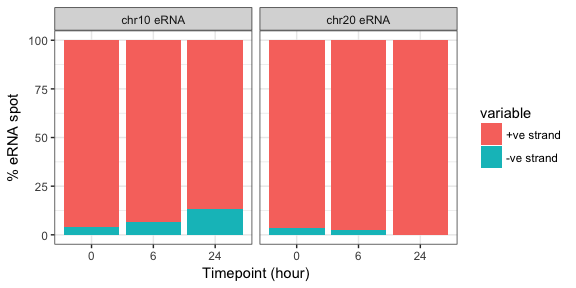 chr10 eRNA
chr20 eRNA
100
75
50
25
0
% eRNA spot
0
6
24
0
6
24
Timepoint (hour)
variable
+ve strand
-ve strand